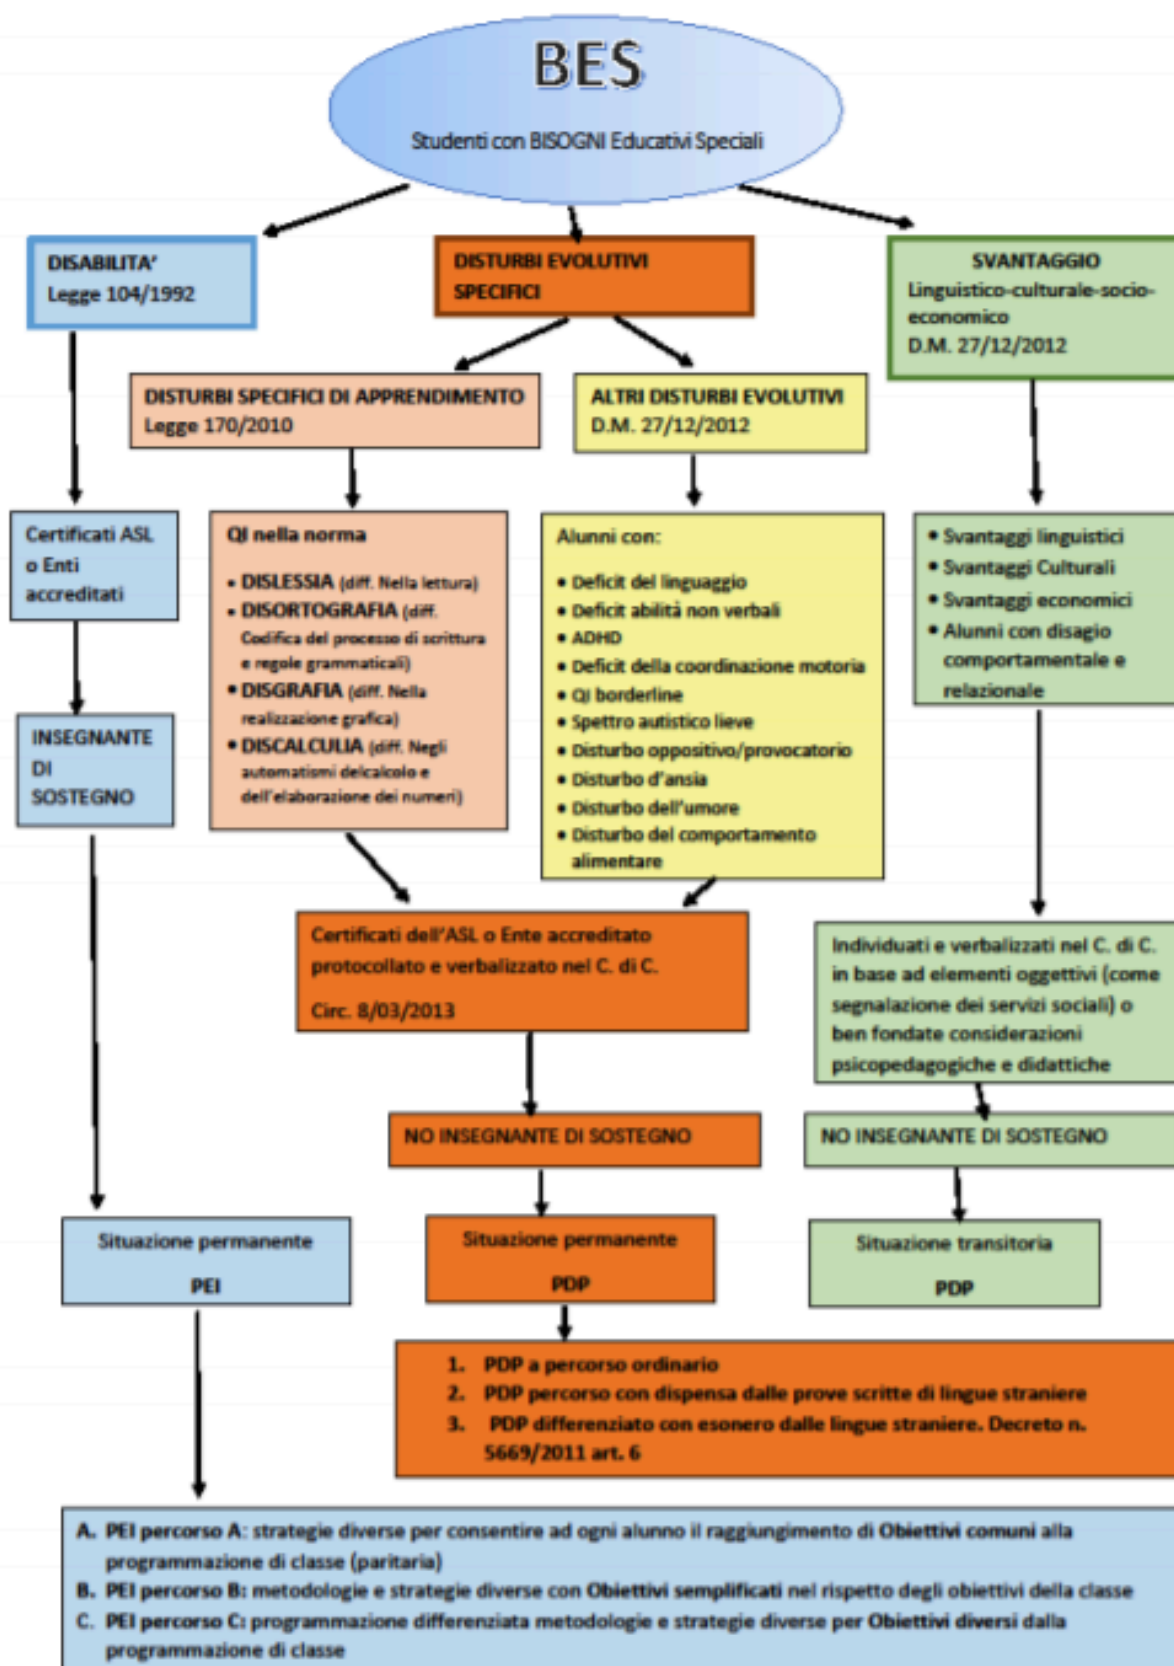 BES
Studenti con BISOGNI Educativi Speciali
DISABILITA'
Legge 104/1992
DISTURBI EVOLUTIVI
SPECIFICI
SVANTAGGIO
Linguistico-culturale-socio-
economico
D.M. 27/12/2012
DISTURBI SPECIFICI DI APPRENDIMENTO
Legge 170/2010
ALTRI DISTURBI EVOLUTIVI
D.M. 27/12/2012
Certificati ASL
o Enti
accreditati
QI nella norma
• DISLESSIA (diff. Nella lettura)
• DISORTOGRAFIA (diff.
Codifica del processo di scrittura
e regole grammaticali)
• DISGRAFIA (diff. Nella
realizzazione grafica)
• DISCALCULIA (diff. Negli
automatismi delcalcolo e
dell'elaborazione dei numeri)
Alunni con:
• Deficit del linguaggio
• Deficit abilità non verbali
• ADHD
• Deficit della coordinazione motoria
• QI borderline
• Spettro autistico lieve
• Disturbo oppositivo/provocatorio
• Disturbo d'ansia
• Disturbo dell'umore
• Disturbo del comportamento
alimentare
• Svantaggi linguistici
• Svantaggi Culturali
• Svantaggi economici
• Alunni con disagio
comportamentale e
relazionale
INSEGNANTE
DI
SOSTEGNO
Certificati dell'ASL o Ente accreditato
protocollato e verbalizzato nel C. di C.
Circ. 8/03/2013
Individuati e verbalizzati nel C. di C.
in base ad elementi oggettivi (come
segnalazione dei servizi sociali) o
ben fondate considerazioni
psicopedagogiche e didattiche
NO INSEGNANTE DI SOSTEGNO
NO INSEGNANTE DI SOSTEGNO
Situazione permanente
PEI
Situazione permanente
PDP
Situazione transitoria
PDP
1. PDP a percorso ordinario
2. PDP percorso con dispensa dalle prove scritte di lingue straniere
3. PDP differenziato con esonero dalle lingue straniere. Decreto n.
5669/2011 art. 6
A. PEI percorso A: strategie diverse per consentire ad ogni alunno il raggiungimento di Obiettivi comuni alla
programmazione di classe (paritaria)
B. PEI percorso B: metodologie e strategie diverse con Obiettivi semplificati nel rispetto degli obiettivi della classe
C. PEI percorso C: programmazione differenziata metodologie e strategie diverse per Obiettivi diversi dalla
programmazione di classe